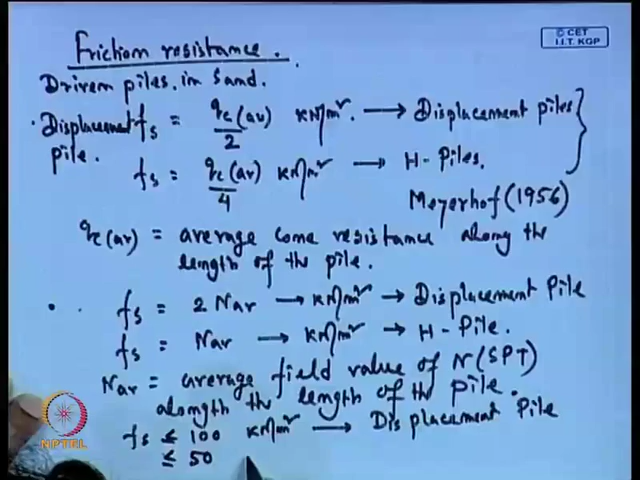 © CET
I.I.T. KGP
Friction resistance.
Driven piles in Sand.
Displacement pile. fs = qc(av)/2 kN/m² → Displacement piles
fs = qc(av)/4 kN/m² → H-Piles.
Meyerhof (1956)
qc(av) = average cone resistance along the
length of the pile.
fs = 2 Nav → kN/m² → Displacement Pile
fs = Nav → kN/m² → H-Pile.
Nav = average field value of N(SPT)
alongth the length of the pile.
fs ≤ 100 kN/m² → Displacement Pile
≤ 50
NPTEL